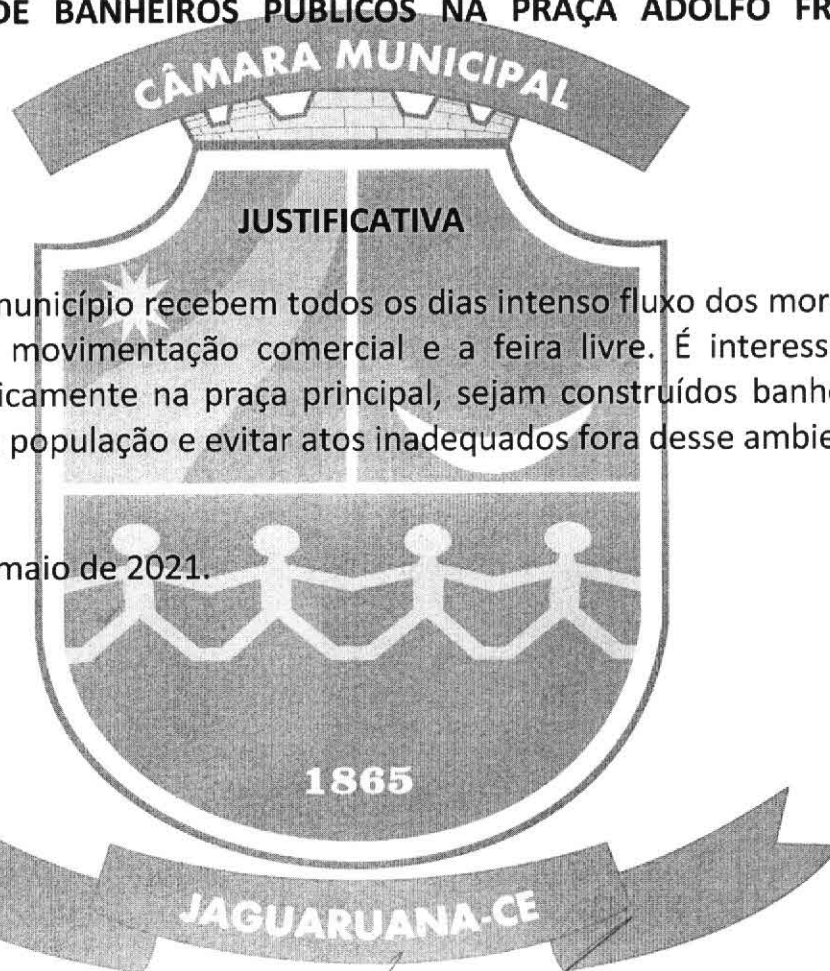 DE BANHEIROS PÚBLICOS NA PRAÇA ADOLFO FR
CÂMARA MUNICIPAL
JUSTIFICATIVA
município recebem todos os dias intenso fluxo dos mor
movimentação comercial e a feira livre. É interess
icamente na praça principal, sejam construídos banh
população e evitar atos inadequados fora desse ambie
maio de 2021.
1865
JAGUARUANA-CE